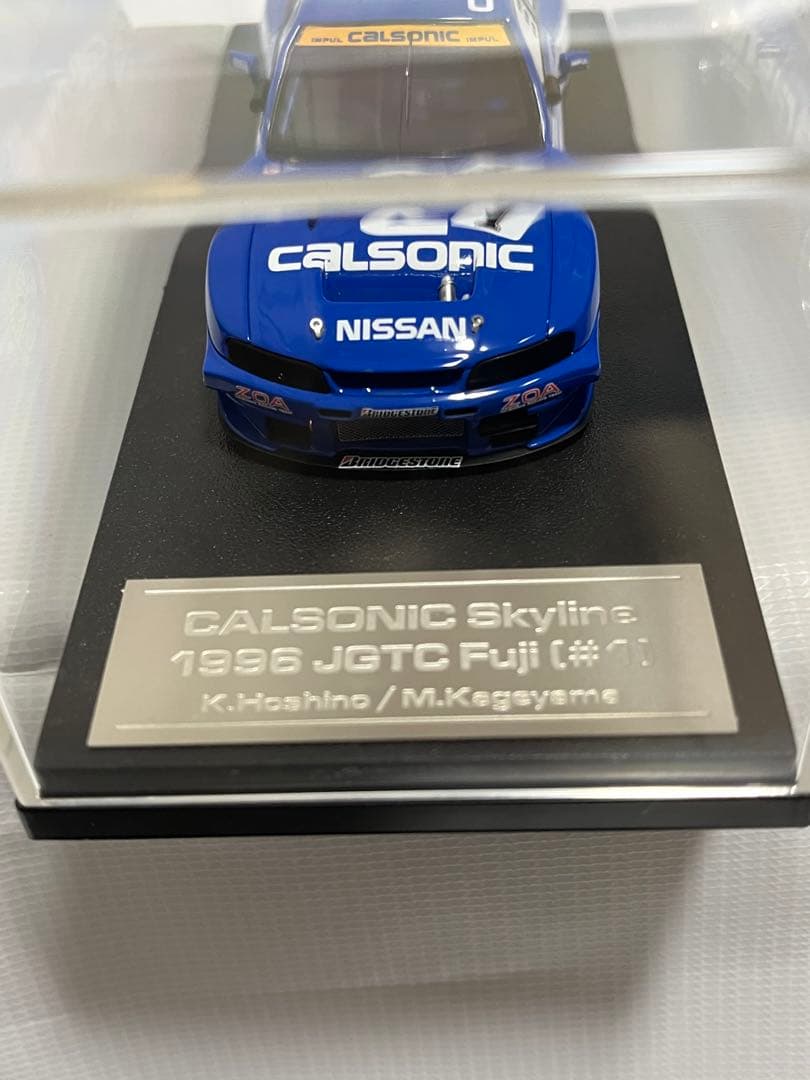 IMPUL CALSONIC IMPUL
CALSONIC
NISSAN
ZOA ZOA
BRIDGESTONE
BRIDGESTONE
CALSONIC Skyline
1996 JGTC Fuji (#1)
K.Hoshino / M.Kageyama